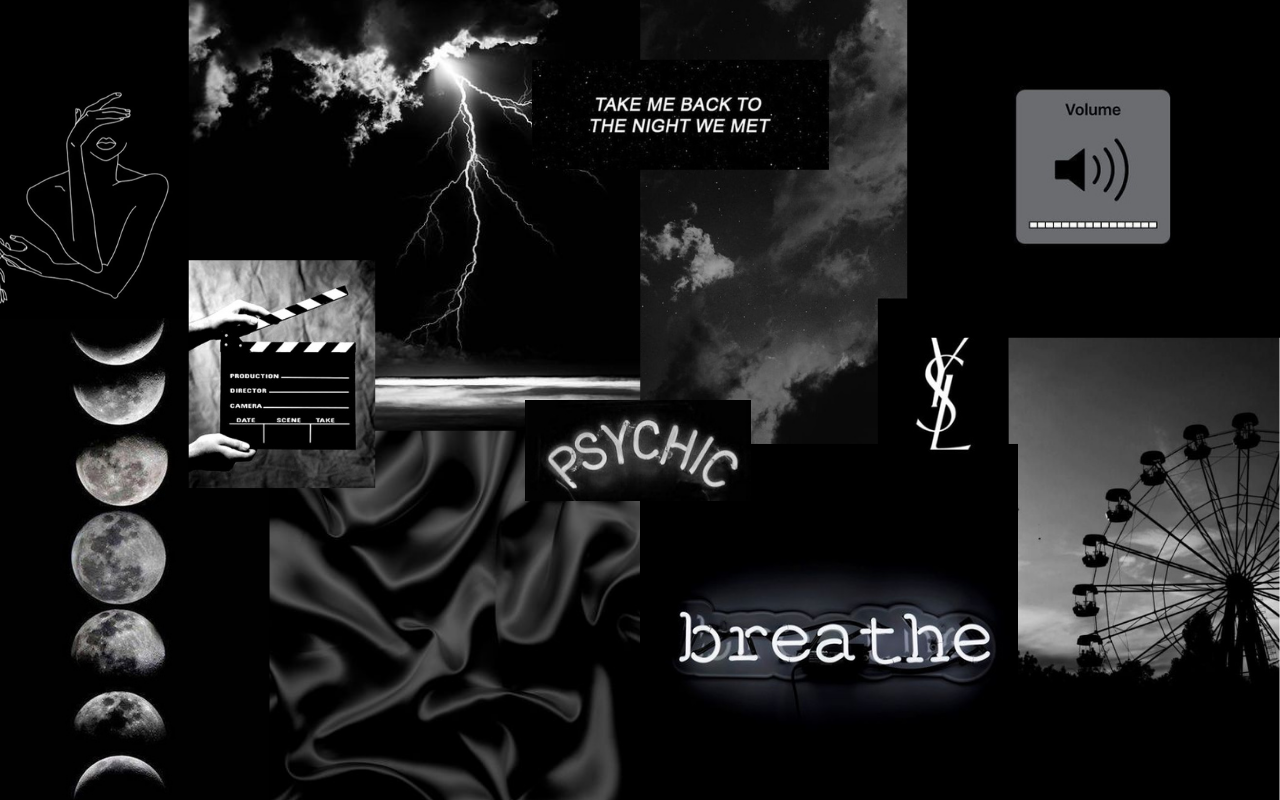 TAKE ME BACK TO
THE NIGHT WE MET
Volume
PRODUCTION
DIRECTOR
CAMERA
DATE SCENE TAKE
YSL
PSYCHIC
breathe